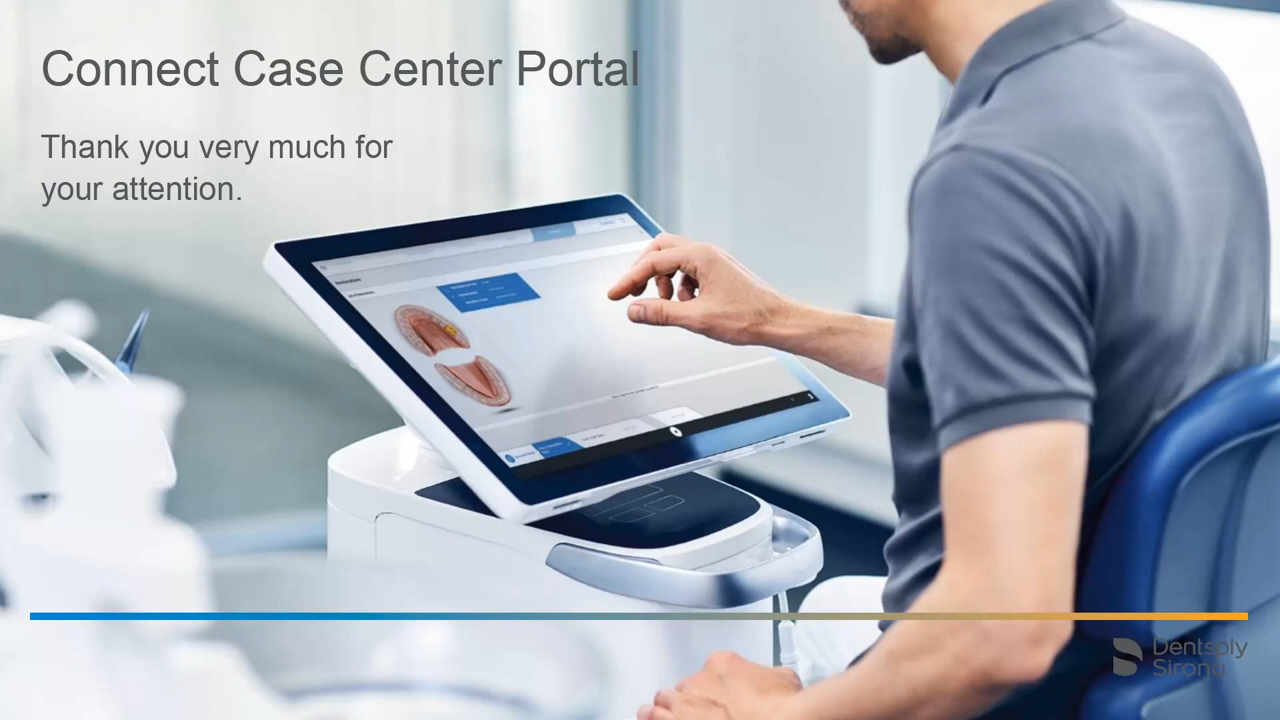 Connect Case Center Portal
Thank you very much for
your attention.
Dentsply
Sirona